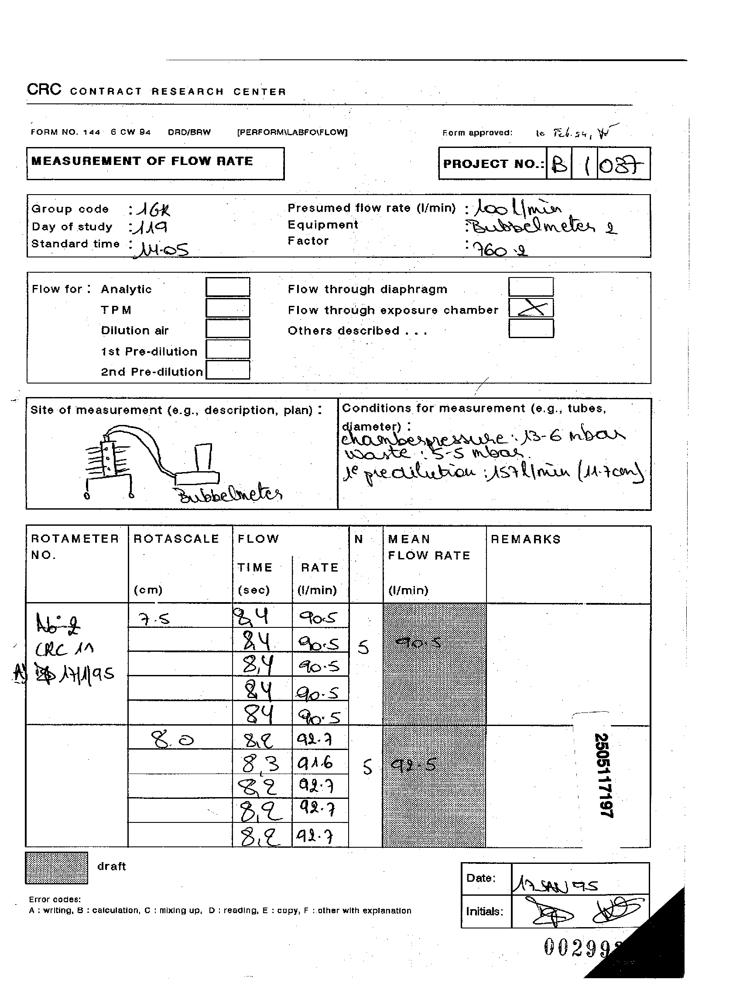 CRC CONTRACT RESEARCH CENTER
FORM NO. 144 6 CW 94 DRD/BRW [PERFORM\LABFO\FLOW] Form approved: 10 Feb. 94,
MEASUREMENT OF FLOW RATE PROJECT NO.: B 1 037
Group code : 1GR Presumed flow rate (l/min) : 100 l/min
Day of study : 119 Equipment : Bubbelmeter 2
Standard time : 14.05 Factor : 760.2
Flow for : Analytic Flow through diaphragm
TPM Flow through exposure chamber X
Dilution air Others described . . .
1st Pre-dilution
2nd Pre-dilution
Site of measurement (e.g., description, plan) : Conditions for measurement (e.g., tubes,
diameter) :
chamberpressure : 13-6 mbar
waste : 5-5 mbar.
1e predilution : 157 l/min (11.7cm)
Bubbelmeter
ROTAMETER ROTASCALE FLOW N MEAN REMARKS
NO. FLOW RATE
TIME RATE
(cm) (sec) (l/min) (l/min)
No 2 7.5 8,4 90.5
CRC 11 8,4 90.5 5 90.5
A) 17/1/95 8,4 90.5
8,4 90.5
8,4 90.5
8.0 8,2 92.7
8,3 91.6 5 92.5
8,2 92.7
8,2 92.7
8,2 92.7
2505117197
draft
Date: 17 JAN 95
Error codes:
A : writing, B : calculation, C : mixing up, D : reading, E : copy, F : other with explanation
Initials:
00299